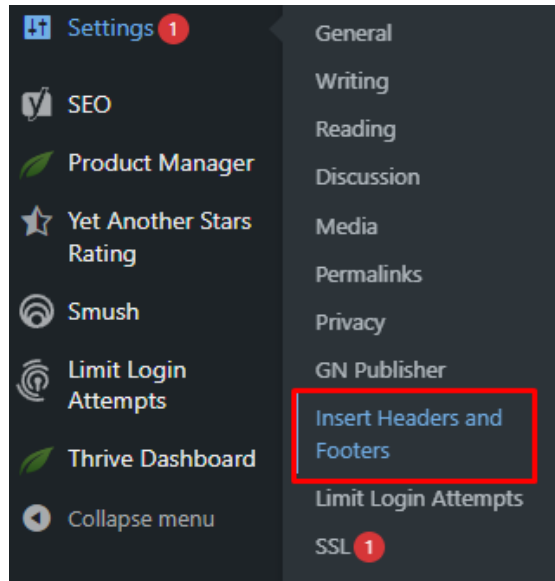 Settings 1
SEO
Product Manager
Yet Another Stars
Rating
Smush
Limit Login
Attempts
Thrive Dashboard
Collapse menu
General
Writing
Reading
Discussion
Media
Permalinks
Privacy
GN Publisher
Insert Headers and
Footers
Limit Login Attempts
SSL 1